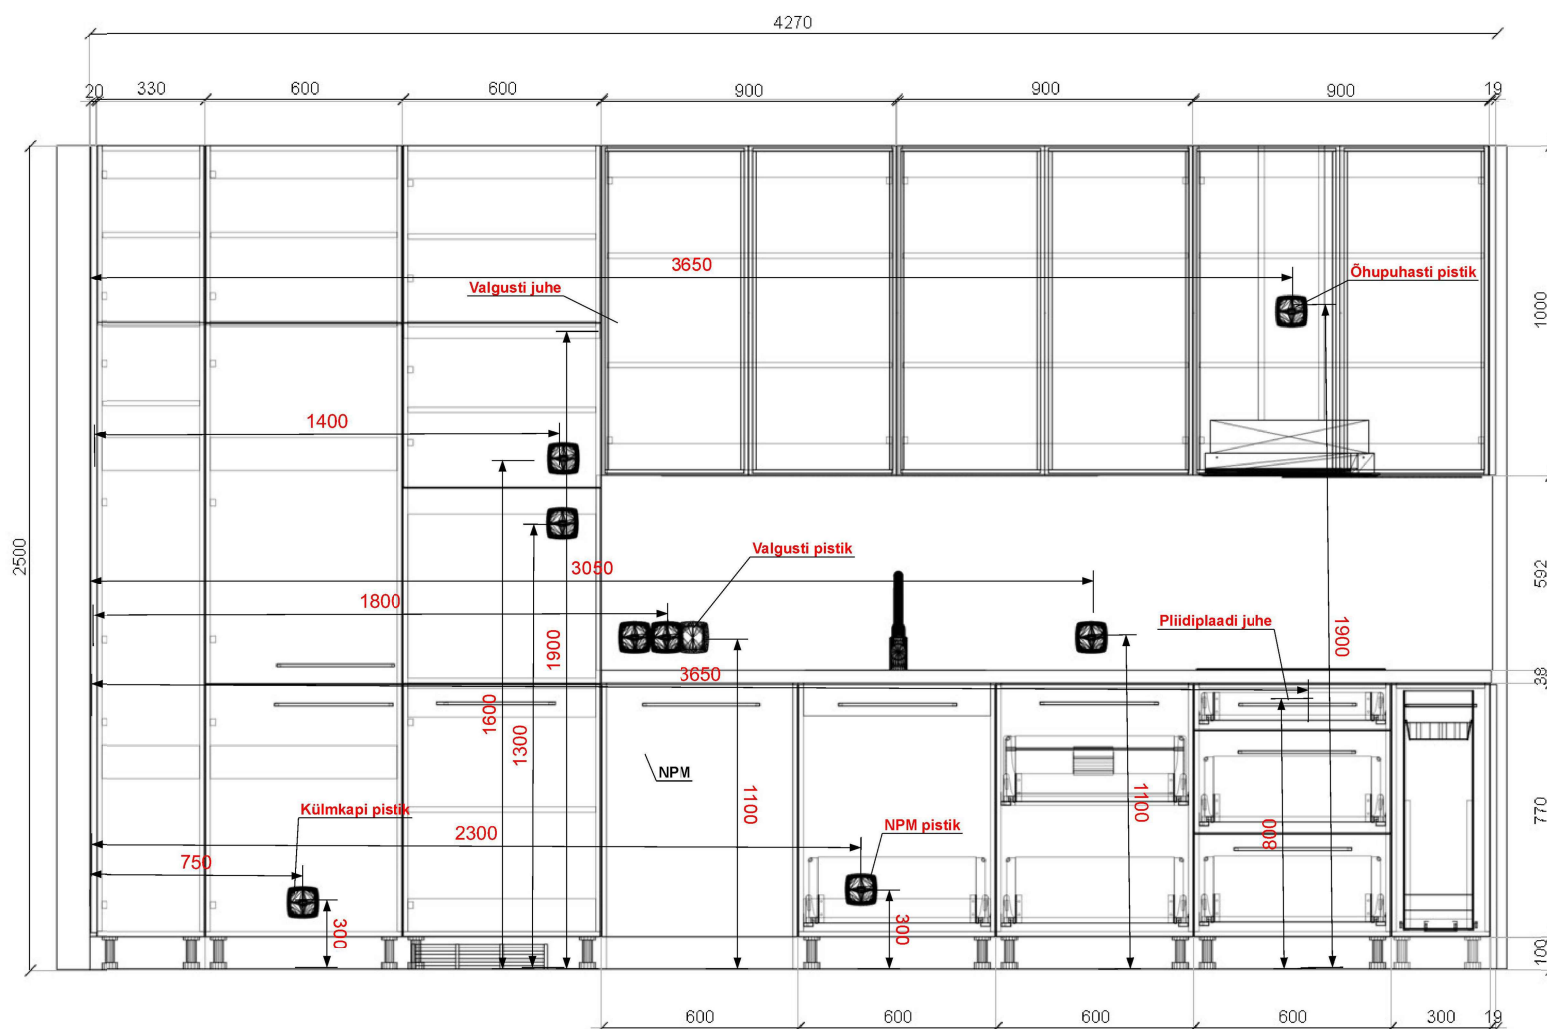 4270
20 330 600 600 900 900 900 19
3650
Õhupuhasti pistik
Valgusti juhe
1000
1400
2500
Valgusti pistik
3050
592
1800
Pliidiplaadi juhe
1900
1900
3650
38
1600
1300
NPM
1100
1100
800
770
Külmkapi pistik
NPM pistik
2300
750
300
300
100
600 600 600 600 300 19